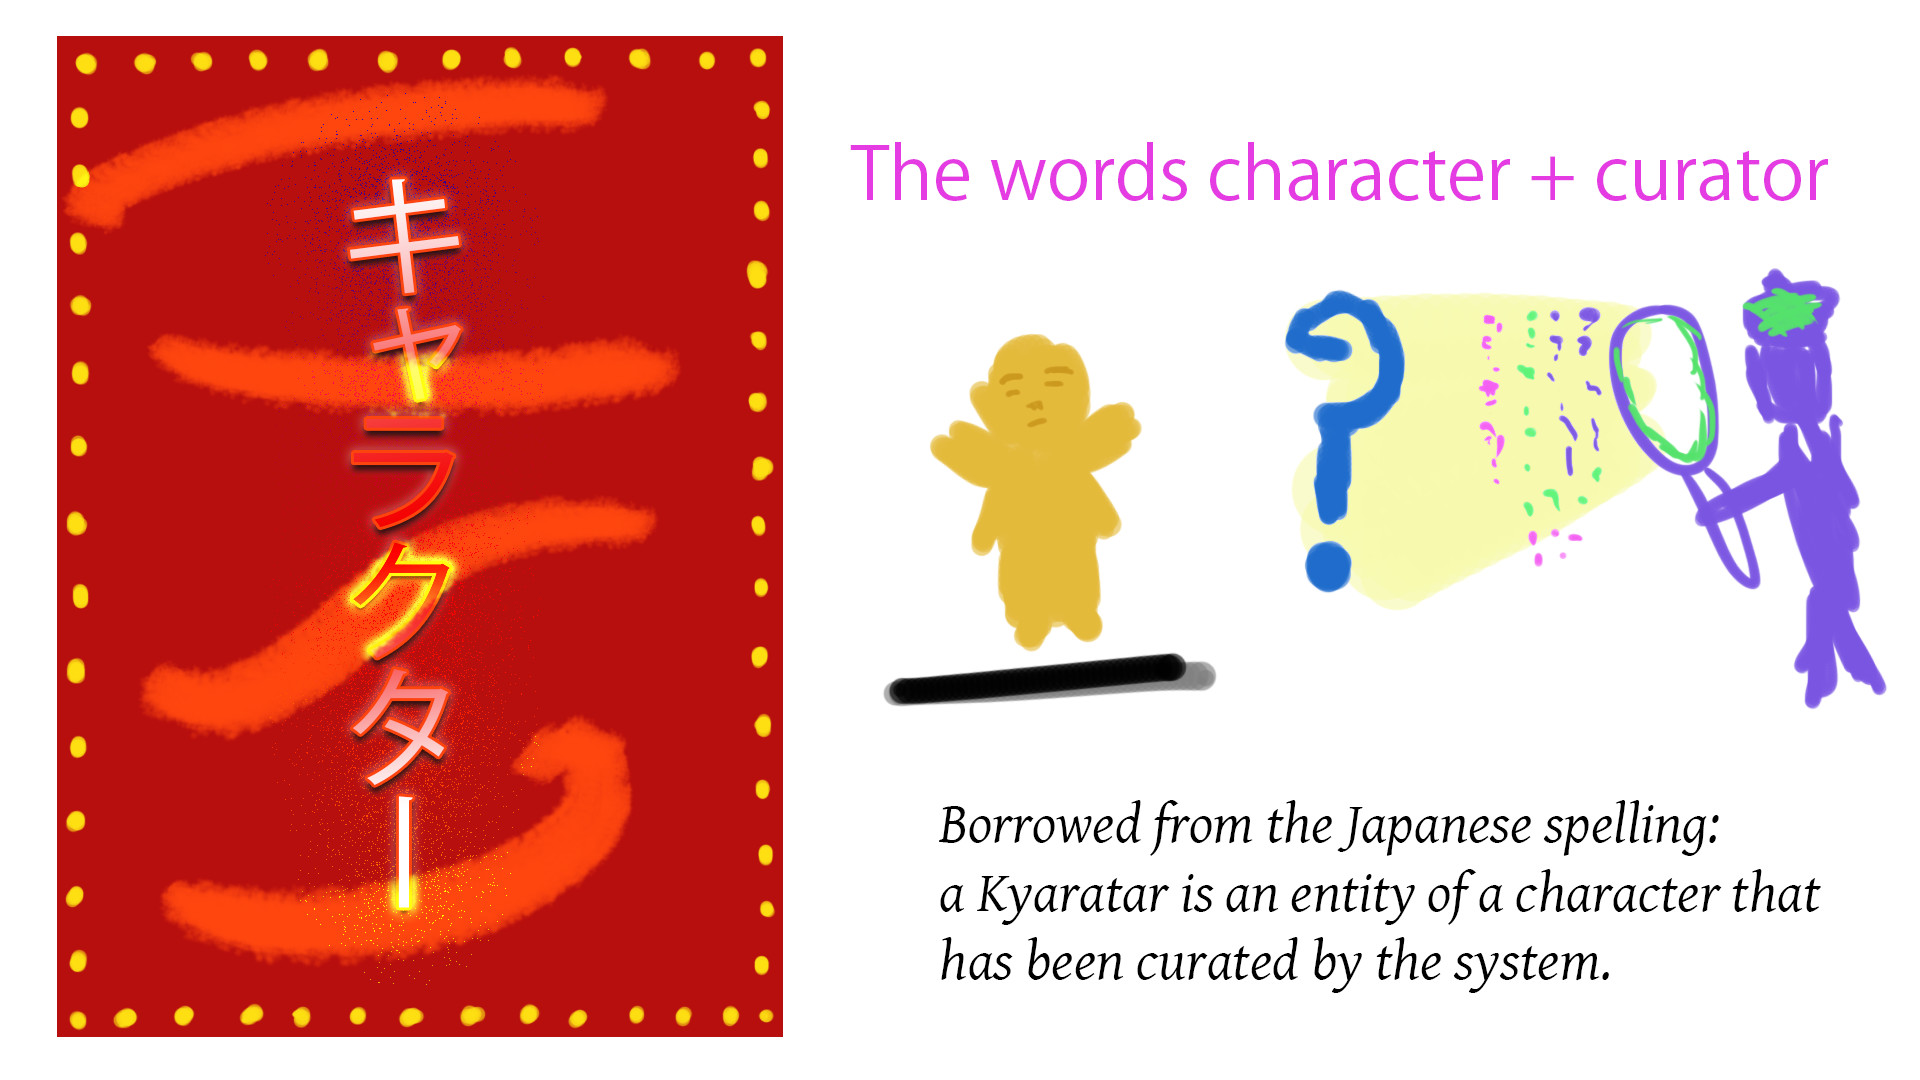 キャラクター
The words character + curator
Borrowed from the Japanese spelling:
a Kyaratar is an entity of a character that
has been curated by the system.